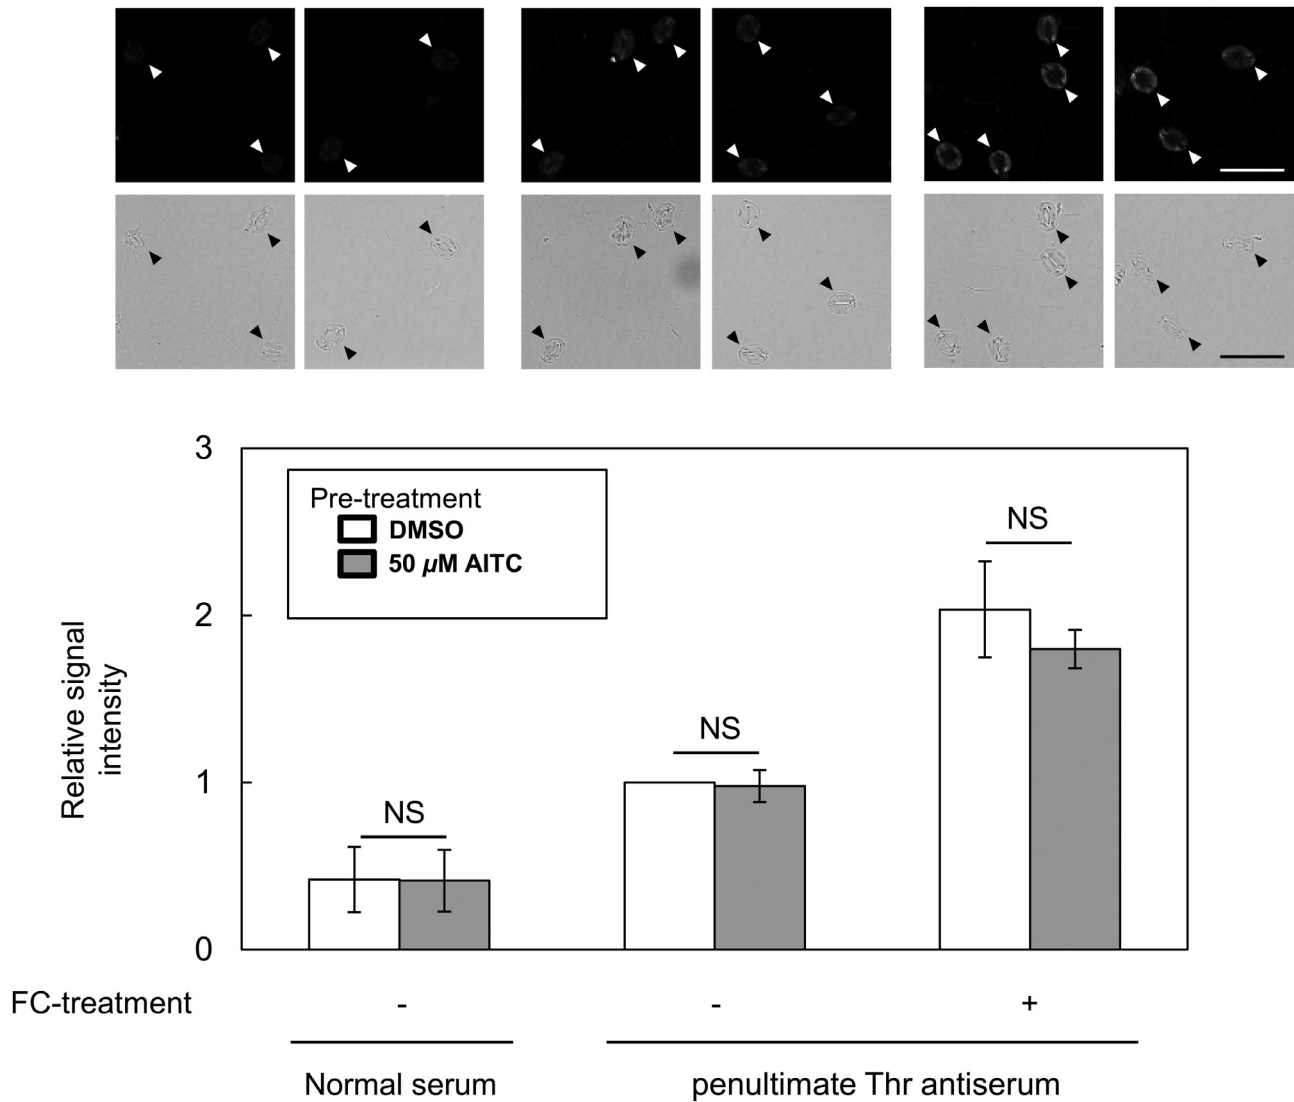 3
Pre-treatment
DMSO
50 µM AITC
NS
2
NS
1
NS
0
Relative signal
intensity
FC-treatment - - +
Normal serum penultimate Thr antiserum